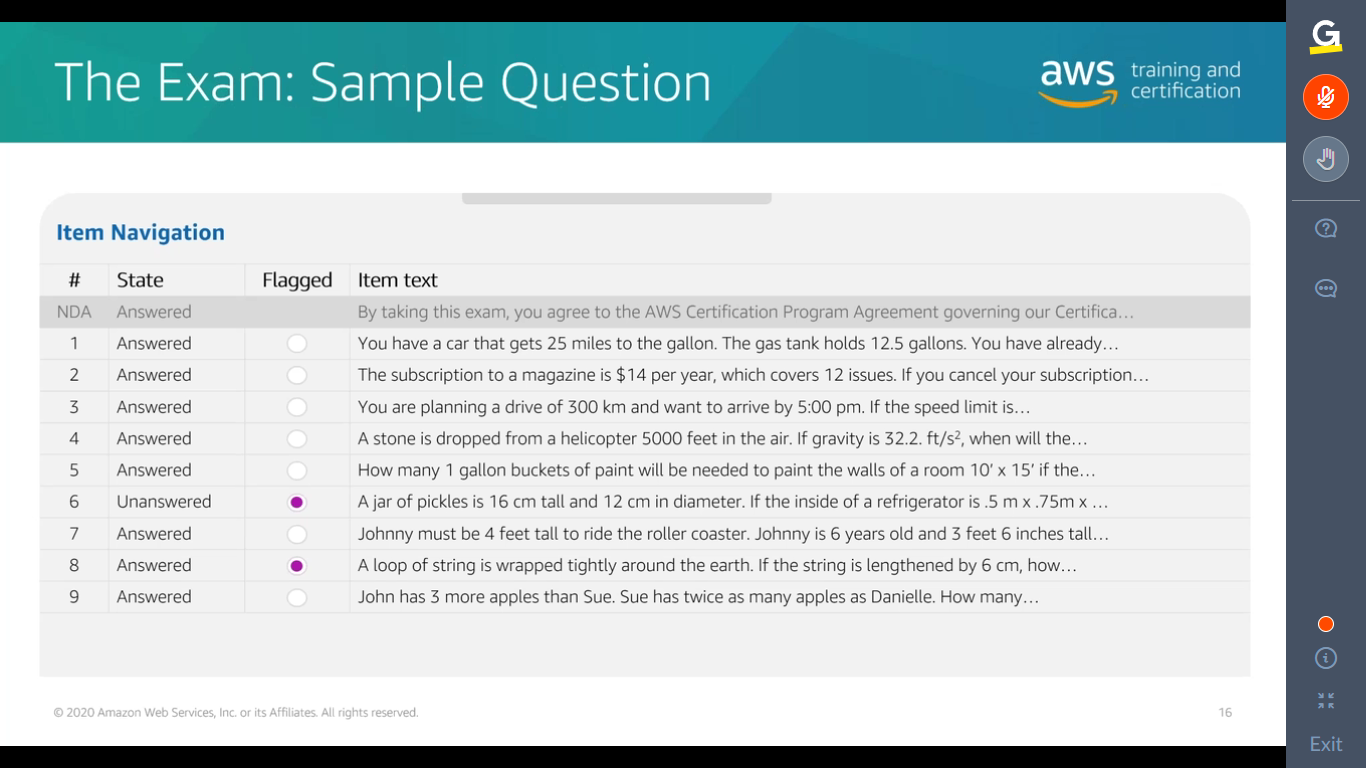 The Exam: Sample Question
aws training and certification
Item Navigation
# State Flagged Item text
NDA Answered By taking this exam, you agree to the AWS Certification Program Agreement governing our Certifica…
1 Answered You have a car that gets 25 miles to the gallon. The gas tank holds 12.5 gallons. You have already…
2 Answered The subscription to a magazine is $14 per year, which covers 12 issues. If you cancel your subscription…
3 Answered You are planning a drive of 300 km and want to arrive by 5:00 pm. If the speed limit is…
4 Answered A stone is dropped from a helicopter 5000 feet in the air. If gravity is 32.2. ft/s², when will the…
5 Answered How many 1 gallon buckets of paint will be needed to paint the walls of a room 10’ x 15’ if the…
6 Unanswered A jar of pickles is 16 cm tall and 12 cm in diameter. If the inside of a refrigerator is .5 m x .75m x …
7 Answered Johnny must be 4 feet tall to ride the roller coaster. Johnny is 6 years old and 3 feet 6 inches tall…
8 Answered A loop of string is wrapped tightly around the earth. If the string is lengthened by 6 cm, how…
9 Answered John has 3 more apples than Sue. Sue has twice as many apples as Danielle. How many…
© 2020 Amazon Web Services, Inc. or its Affiliates. All rights reserved.
16
G
Exit